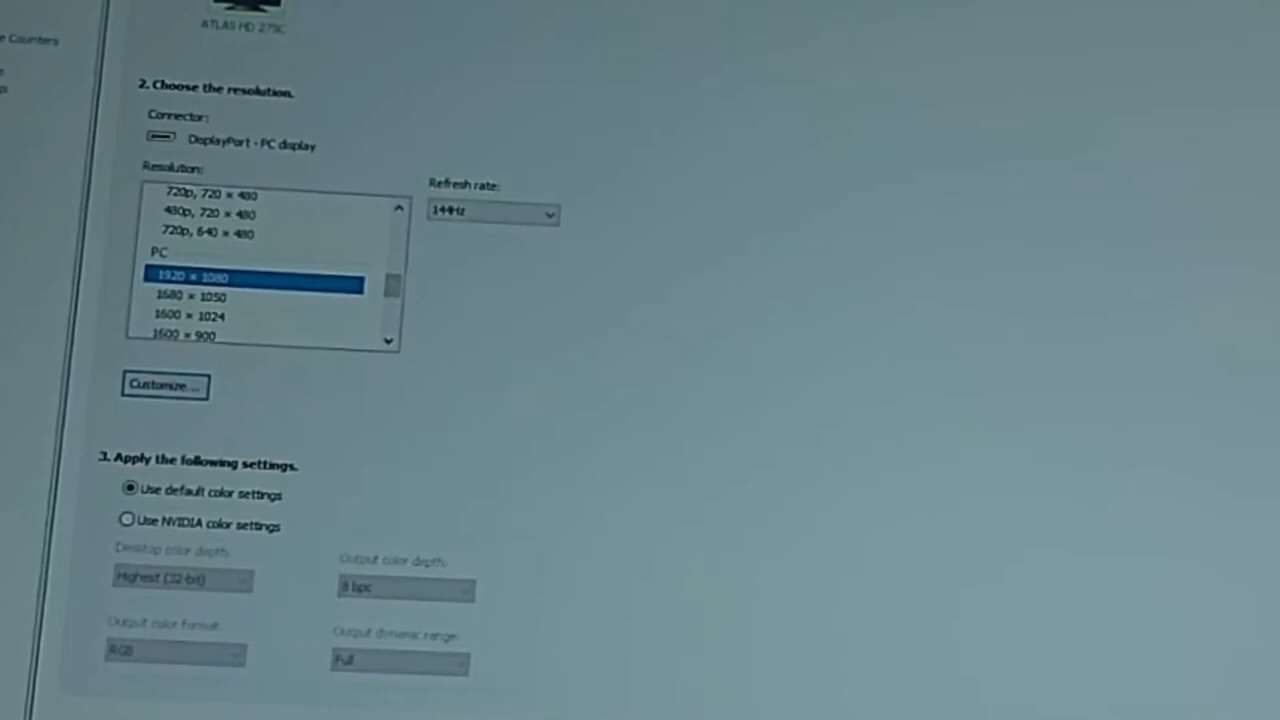 e Counters
ATLAS HD 275C
2. Choose the resolution.
Connector:
DisplayPort - PC display
Resolution:
Refresh rate:
720p, 720 × 480
480p, 720 × 480
720p, 640 × 480
144Hz
PC
1920 × 1080
1680 × 1050
1600 × 1024
1600 × 900
Customize...
3. Apply the following settings.
Use default color settings
Use NVIDIA color settings
Desktop color depth:
Output color depth:
Highest (32-bit)
8 bpc
Output color format:
Output dynamic range:
RGB
Full